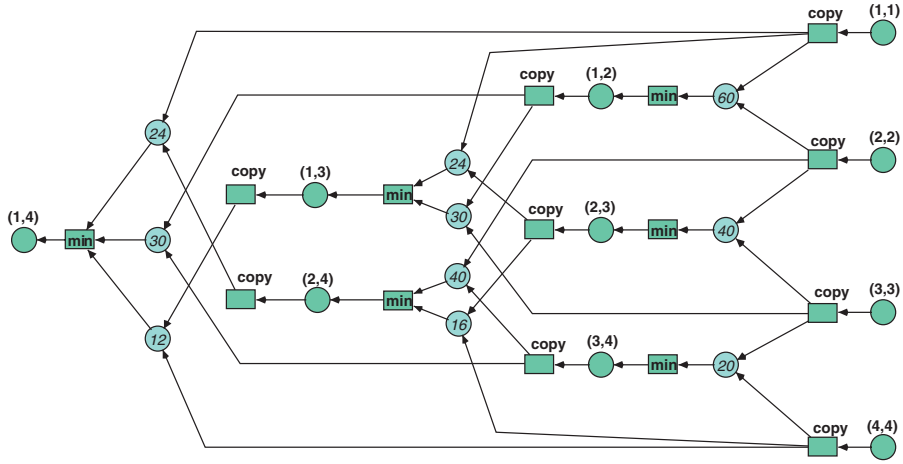 copy (1,1)
copy (1,2)
min 60
24
copy (2,2)
24
copy (1,3)
min
30
copy (2,3)
min 40
(1,4)
min 30
copy (2,4)
min
40
16
copy (3,3)
12
copy (3,4)
min 20
copy (4,4)